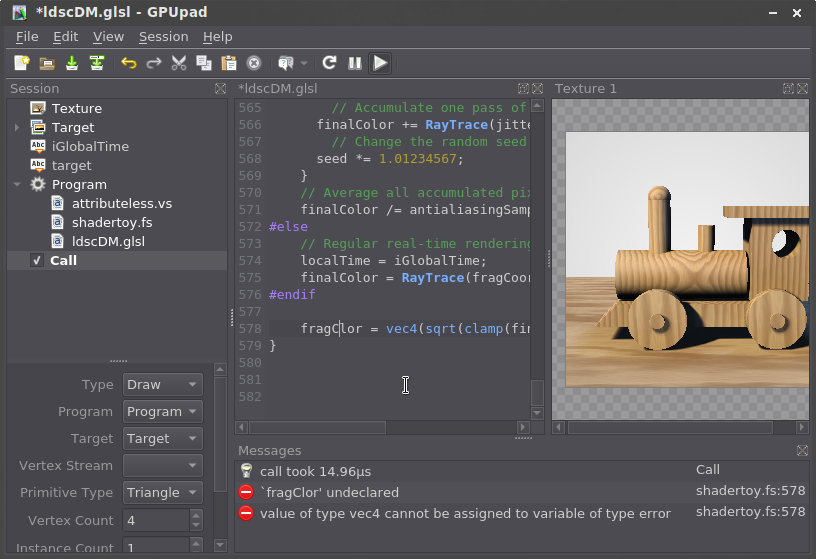 *ldscDM.glsl - GPUpad
File Edit View Session Help
Session
Texture
Target
Abc iGlobalTime
Abc target
Program
attributeless.vs
shadertoy.fs
ldscDM.glsl
Call
Type Draw
Program Program
Target Target
Vertex Stream
Primitive Type Triangle
Vertex Count 4
Instance Count 1
*ldscDM.glsl
565 // Accumulate one pass of
566 finalColor += RayTrace(jitte
567 // Change the random seed
568 seed *= 1.01234567;
569 }
570 // Average all accumulated pix
571 finalColor /= antialiasingSamp
572 #else
573 // Regular real-time rendering
574 localTime = iGlobalTime;
575 finalColor = RayTrace(fragCoor
576 #endif
577
578 fragClor = vec4(sqrt(clamp(fin
579 }
580
581
582
Texture 1
Messages
call took 14.96µs Call
`fragClor' undeclared shadertoy.fs:578
value of type vec4 cannot be assigned to variable of type error shadertoy.fs:578